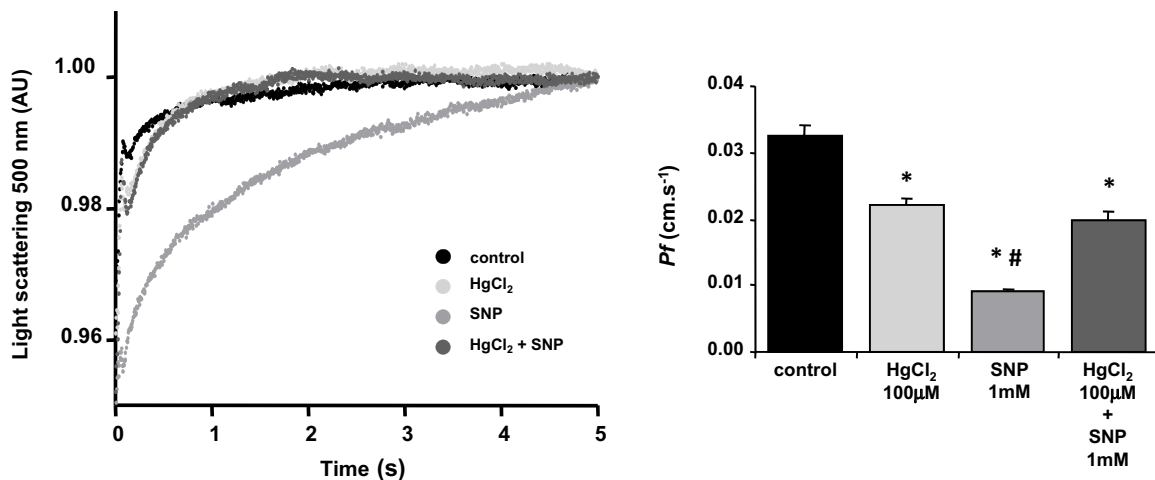 Light scattering 500 nm (AU)
1.00
0.98
0.96
0
1
2
3
4
5
Time (s)
control
HgCl₂
SNP
HgCl₂ + SNP
Pf (cm.s⁻¹)
0.04
0.03
0.02
0.01
0.00
*
* #
*
control
HgCl₂
100µM
SNP
1mM
HgCl₂
100µM
+
SNP
1mM